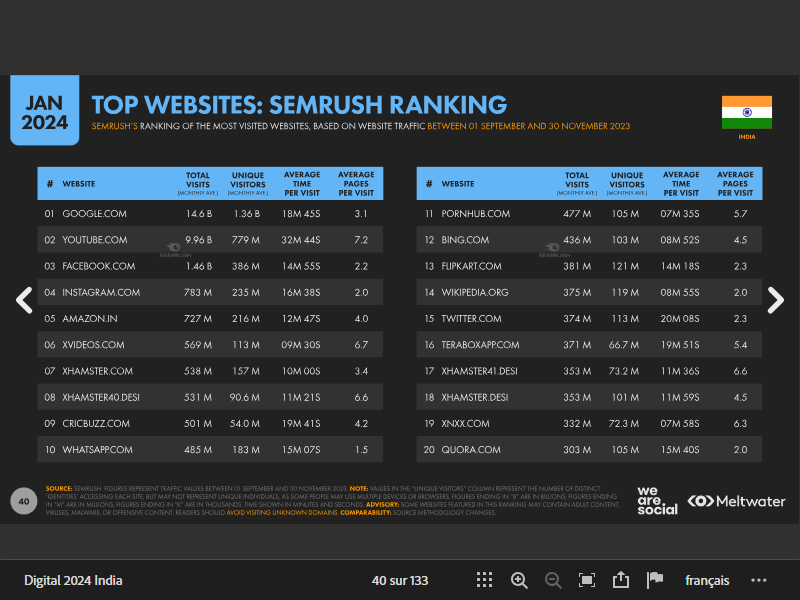 JAN
2024
TOP WEBSITES: SEMRUSH RANKING
SEMRUSH'S RANKING OF THE MOST VISITED WEBSITES, BASED ON WEBSITE TRAFFIC BETWEEN 01 SEPTEMBER AND 30 NOVEMBER 2023
INDIA
# WEBSITE TOTAL VISITS (MONTHLY AVE.) UNIQUE VISITORS (MONTHLY AVE.) AVERAGE TIME PER VISIT AVERAGE PAGES PER VISIT
01 GOOGLE.COM 14.6 B 1.36 B 18M 45S 3.1
02 YOUTUBE.COM 9.96 B 779 M 32M 44S 7.2
SEMRUSH
03 FACEBOOK.COM 1.46 B 386 M 14M 55S 2.2
04 INSTAGRAM.COM 783 M 235 M 16M 38S 2.0
05 AMAZON.IN 727 M 216 M 12M 47S 4.0
06 XVIDEOS.COM 569 M 113 M 09M 30S 6.7
07 XHAMSTER.COM 538 M 157 M 10M 00S 3.4
08 XHAMSTER40.DESI 531 M 90.6 M 11M 21S 6.6
09 CRICBUZZ.COM 501 M 54.0 M 19M 41S 4.2
10 WHATSAPP.COM 485 M 183 M 15M 07S 1.5
# WEBSITE TOTAL VISITS (MONTHLY AVE.) UNIQUE VISITORS (MONTHLY AVE.) AVERAGE TIME PER VISIT AVERAGE PAGES PER VISIT
11 PORNHUB.COM 477 M 105 M 07M 35S 5.7
12 BING.COM 436 M 103 M 08M 52S 4.5
SEMRUSH
13 FLIPKART.COM 381 M 121 M 14M 18S 2.3
14 WIKIPEDIA.ORG 375 M 119 M 08M 55S 2.0
15 TWITTER.COM 374 M 113 M 20M 08S 2.3
16 TERABOXAPP.COM 371 M 66.7 M 19M 51S 5.4
17 XHAMSTER41.DESI 353 M 73.2 M 11M 36S 6.6
18 XHAMSTER.DESI 353 M 101 M 11M 59S 4.5
19 XNXX.COM 332 M 72.3 M 07M 58S 6.3
20 QUORA.COM 303 M 105 M 15M 40S 2.0
40
SOURCE: SEMRUSH. FIGURES REPRESENT TRAFFIC VALUES BETWEEN 01 SEPTEMBER AND 30 NOVEMBER 2023. NOTE: VALUES IN THE "UNIQUE VISITORS" COLUMN REPRESENT THE NUMBER OF DISTINCT
'IDENTITIES' ACCESSING EACH SITE, BUT MAY NOT REPRESENT UNIQUE INDIVIDUALS, AS SOME PEOPLE MAY USE MULTIPLE DEVICES OR BROWSERS. FIGURES ENDING IN "B" ARE IN BILLIONS, FIGURES ENDING
IN "M" ARE IN MILLIONS, FIGURES ENDING IN "K" ARE IN THOUSANDS. TIME SHOWN IN MINUTES AND SECONDS. ADVISORY: SOME WEBSITES FEATURED IN THIS RANKING MAY CONTAIN ADULT CONTENT,
VIRUSES, MALWARE, OR OFFENSIVE CONTENT. READERS SHOULD AVOID VISITING UNKNOWN DOMAINS. COMPARABILITY: SOURCE METHODOLOGY CHANGES.
we
are.
social
Meltwater
Digital 2024 India
40 sur 133
français